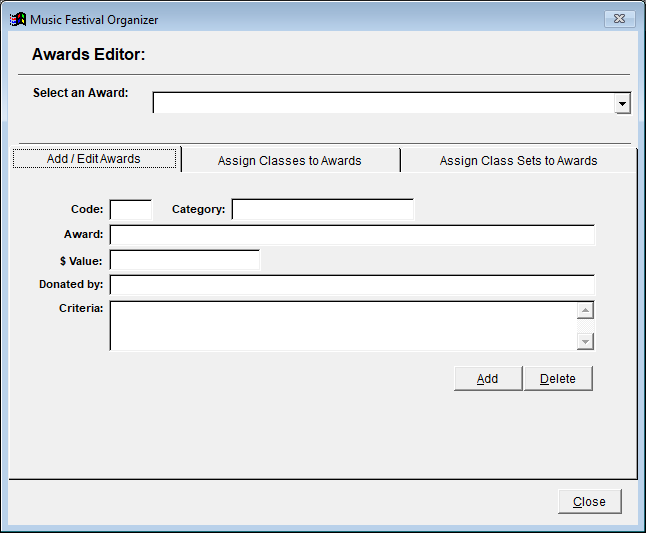 Music Festival Organizer
Awards Editor:
Select an Award:
Add / Edit Awards
Assign Classes to Awards
Assign Class Sets to Awards
Code:
Category:
Award:
$ Value:
Donated by:
Criteria:
Add
Delete
Close